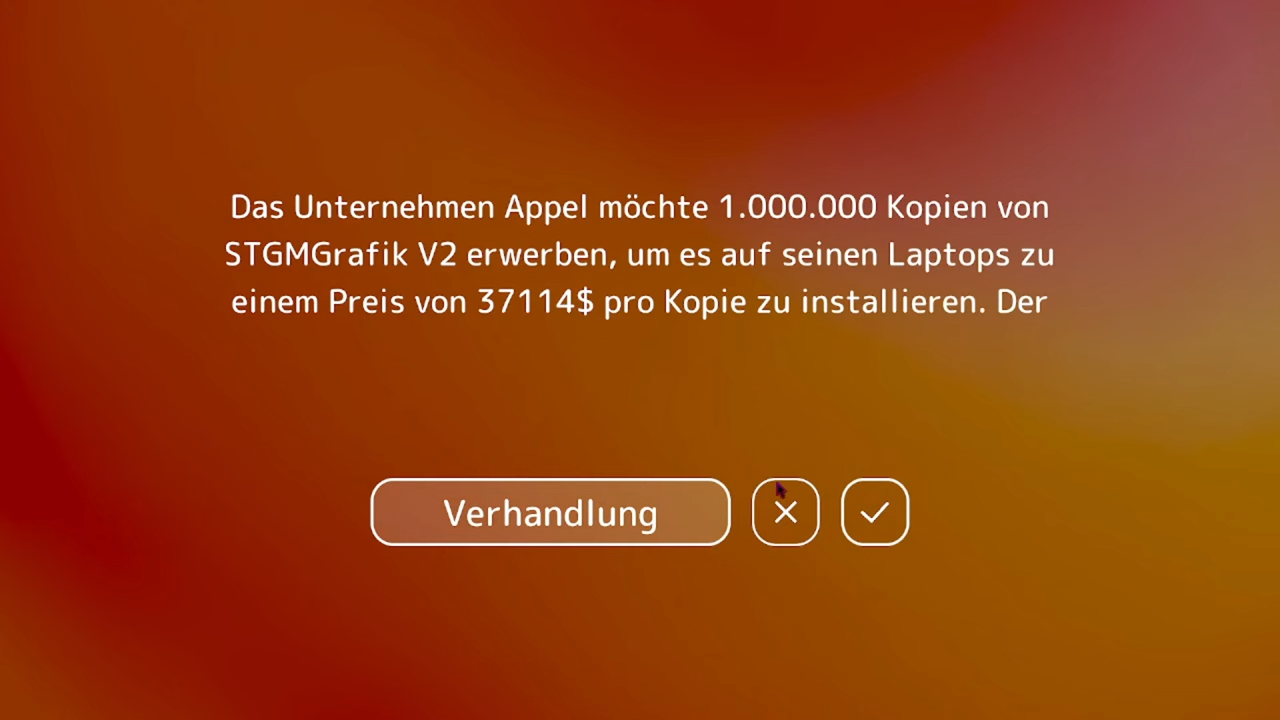 Das Unternehmen Appel möchte 1.000.000 Kopien von
STGMGrafik V2 erwerben, um es auf seinen Laptops zu
einem Preis von 37114$ pro Kopie zu installieren. Der
Verhandlung